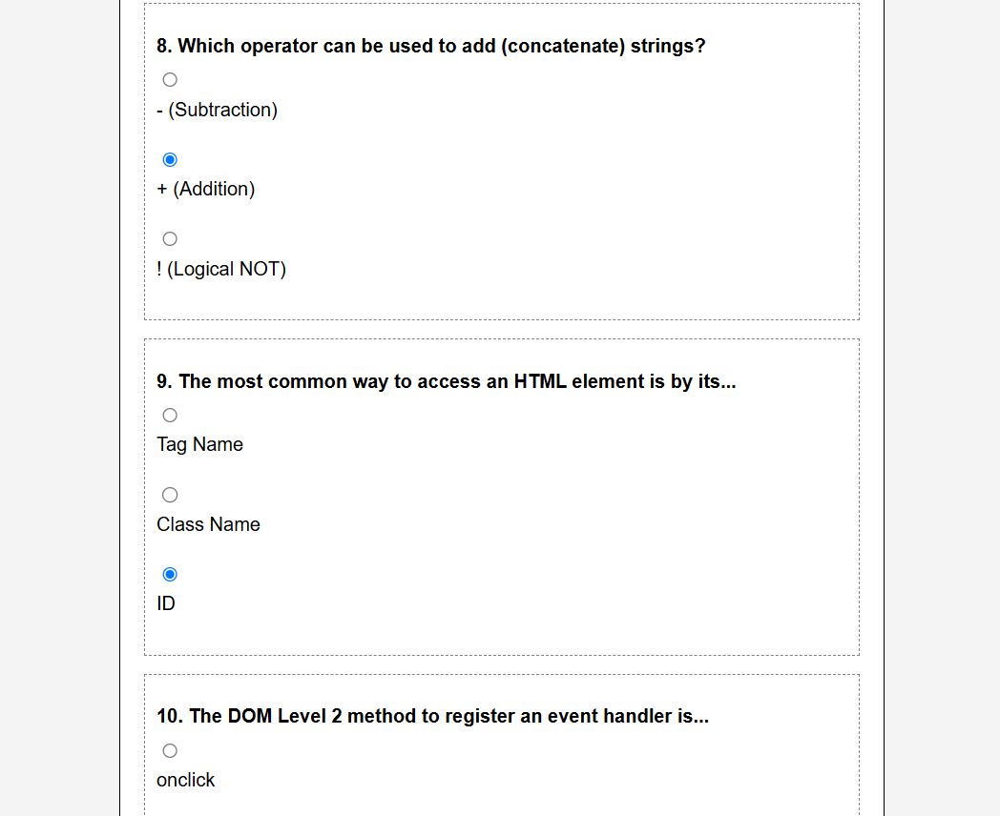 8. Which operator can be used to add (concatenate) strings?
- (Subtraction)
+ (Addition)
! (Logical NOT)
9. The most common way to access an HTML element is by its...
Tag Name
Class Name
ID
10. The DOM Level 2 method to register an event handler is...
onclick